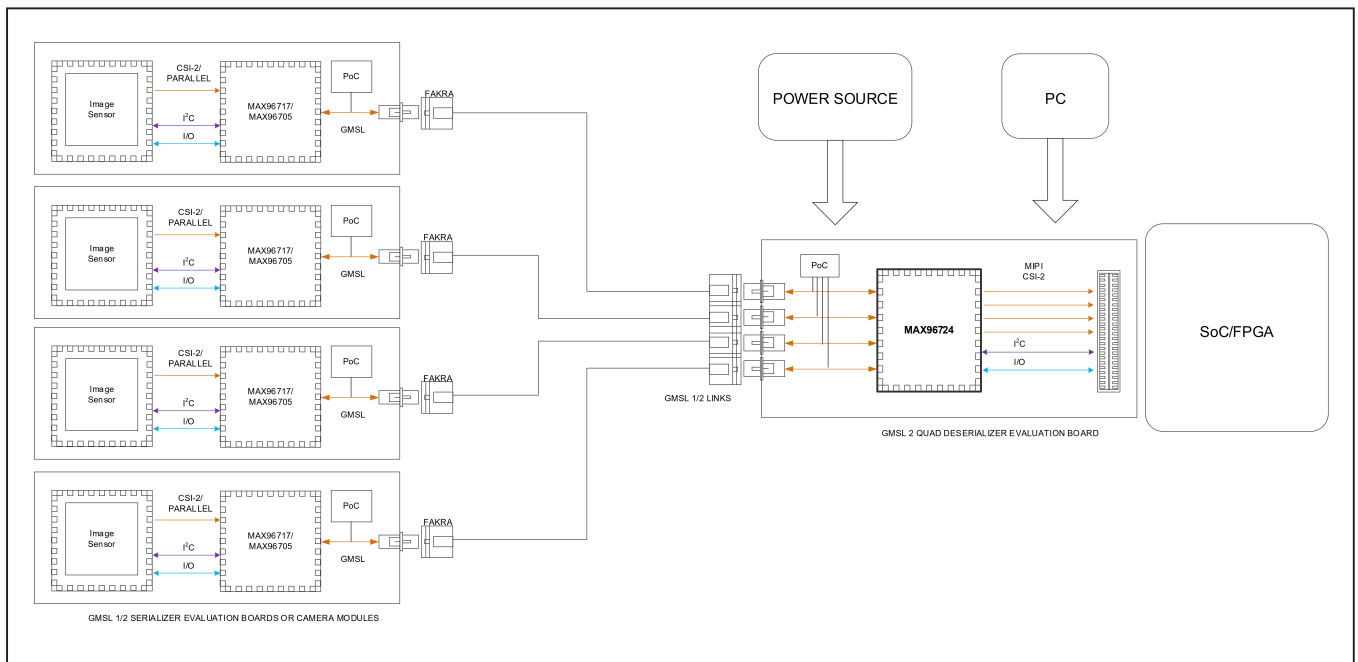 CSI-2/
PARALLEL
Image
Sensor
I²C
I/O
MAX96717/
MAX96705
PoC
GMSL
FAKRA
CSI-2/
PARALLEL
Image
Sensor
I²C
I/O
MAX96717/
MAX96705
PoC
GMSL
FAKRA
CSI-2/
PARALLEL
Image
Sensor
I²C
I/O
MAX96717/
MAX96705
PoC
GMSL
FAKRA
CSI-2/
PARALLEL
Image
Sensor
I²C
I/O
MAX96717/
MAX96705
PoC
GMSL
FAKRA
GMSL 1/2 SERIALIZER EVALUATION BOARDS OR CAMERA MODULES
POWER SOURCE
PC
GMSL 1/2 LINKS
PoC
MAX96724
MIPI
CSI-2
I²C
I/O
GMSL 2 QUAD DESERIALIZER EVALUATION BOARD
SoC/FPGA